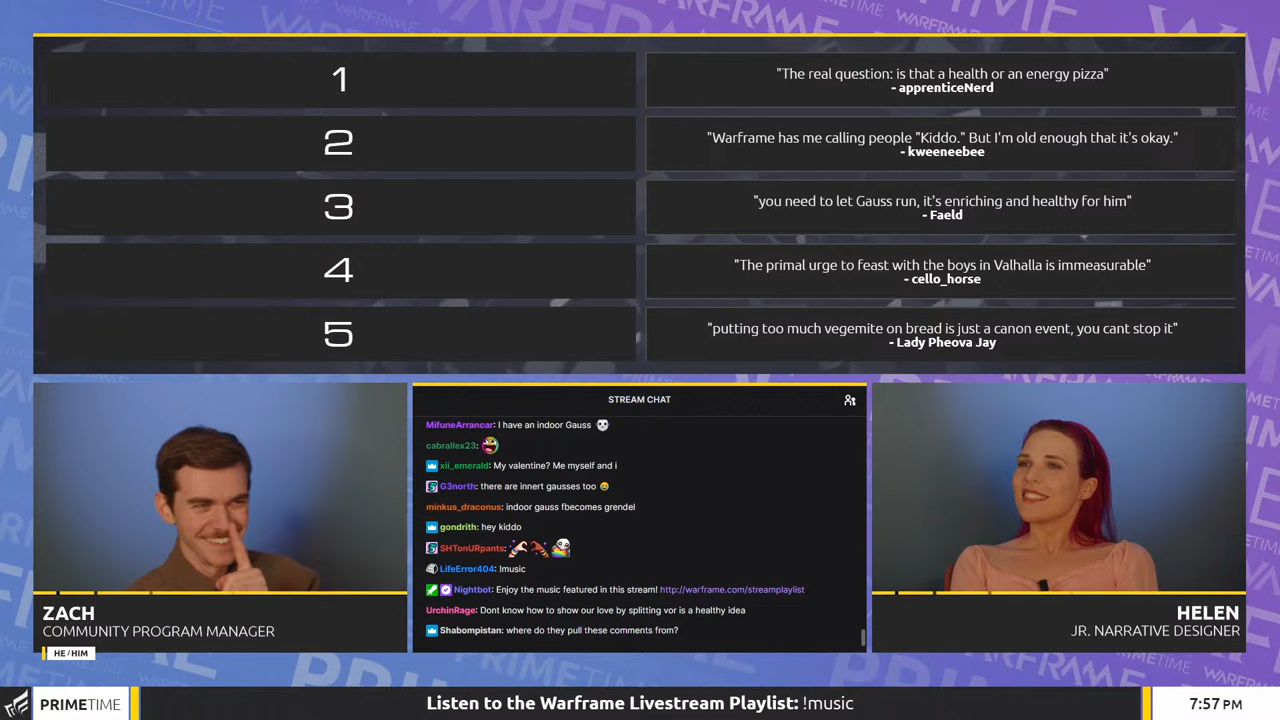 1
"The real question: is that a health or an energy pizza"
- apprenticeNerd
2
"Warframe has me calling people "Kiddo." But I'm old enough that it's okay."
- kweeneebee
3
"you need to let Gauss run, it's enriching and healthy for him"
- Faeld
4
"The primal urge to feast with the boys in Valhalla is immeasurable"
- cello_horse
5
"putting too much vegemite on bread is just a canon event, you cant stop it"
- Lady Pheova Jay
STREAM CHAT
MifuneArrancar: I have an indoor Gauss
cabrallex23:
xii_emerald: My valentine? Me myself and i
G3north: there are innert gausses too
minkus_draconus: indoor gauss fbecomes grendel
gondrith: hey kiddo
SHTonURpants:
LifeError404: !music
Nightbot: Enjoy the music featured in this stream! http://warframe.com/streamplaylist
UrchinRage: Dont know how to show our love by splitting vor is a healthy idea
Shabompistan: where do they pull these comments from?
ZACH
COMMUNITY PROGRAM MANAGER
HE/HIM
HELEN
JR. NARRATIVE DESIGNER
PRIMETIME
Listen to the Warframe Livestream Playlist: !music
7:57 PM